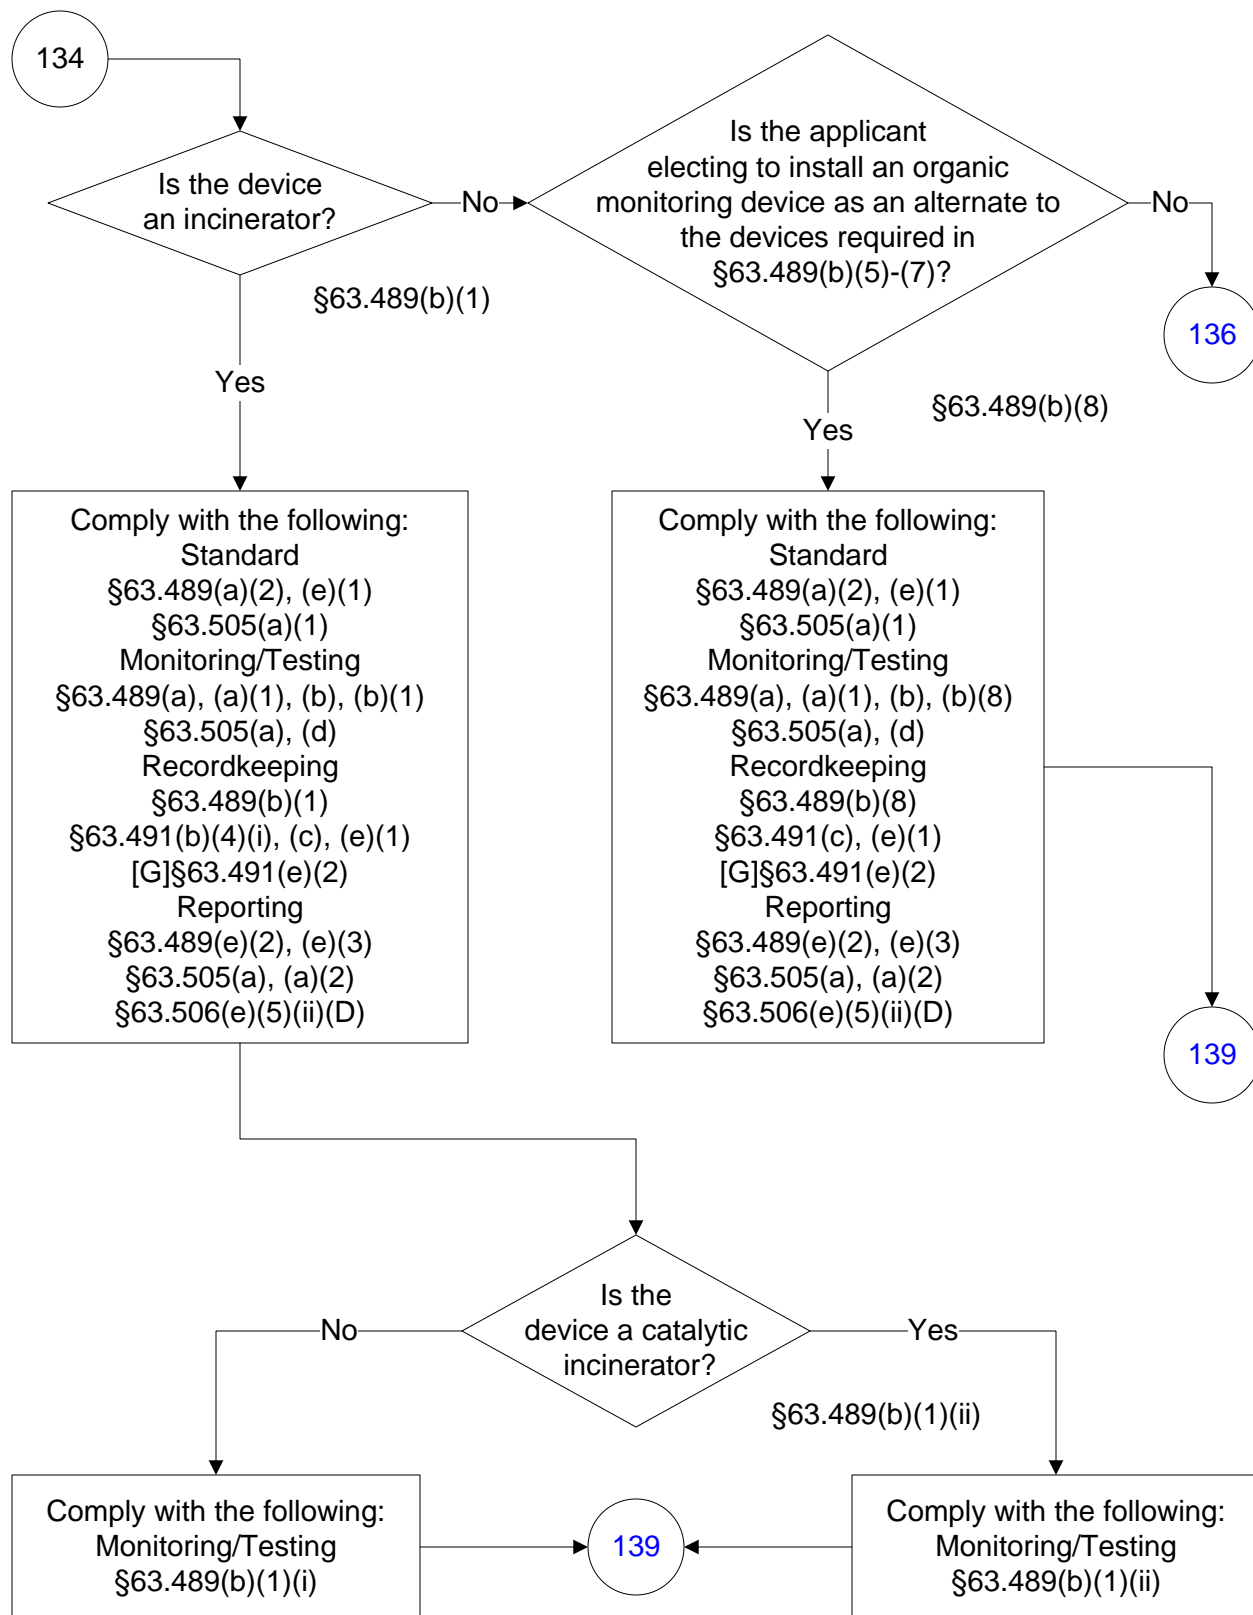 134
Is the device
an incinerator?
No
§63.489(b)(1)
Yes
Is the applicant
electing to install an organic
monitoring device as an alternate to
the devices required in
§63.489(b)(5)-(7)?
No
136
§63.489(b)(8)
Yes
Comply with the following:
Standard
§63.489(a)(2), (e)(1)
§63.505(a)(1)
Monitoring/Testing
§63.489(a), (a)(1), (b), (b)(1)
§63.505(a), (d)
Recordkeeping
§63.489(b)(1)
§63.491(b)(4)(i), (c), (e)(1)
[G]§63.491(e)(2)
Reporting
§63.489(e)(2), (e)(3)
§63.505(a), (a)(2)
§63.506(e)(5)(ii)(D)
Comply with the following:
Standard
§63.489(a)(2), (e)(1)
§63.505(a)(1)
Monitoring/Testing
§63.489(a), (a)(1), (b), (b)(8)
§63.505(a), (d)
Recordkeeping
§63.489(b)(8)
§63.491(c), (e)(1)
[G]§63.491(e)(2)
Reporting
§63.489(e)(2), (e)(3)
§63.505(a), (a)(2)
§63.506(e)(5)(ii)(D)
139
Is the
device a catalytic
incinerator?
No
Yes
§63.489(b)(1)(ii)
Comply with the following:
Monitoring/Testing
§63.489(b)(1)(i)
139
Comply with the following:
Monitoring/Testing
§63.489(b)(1)(ii)